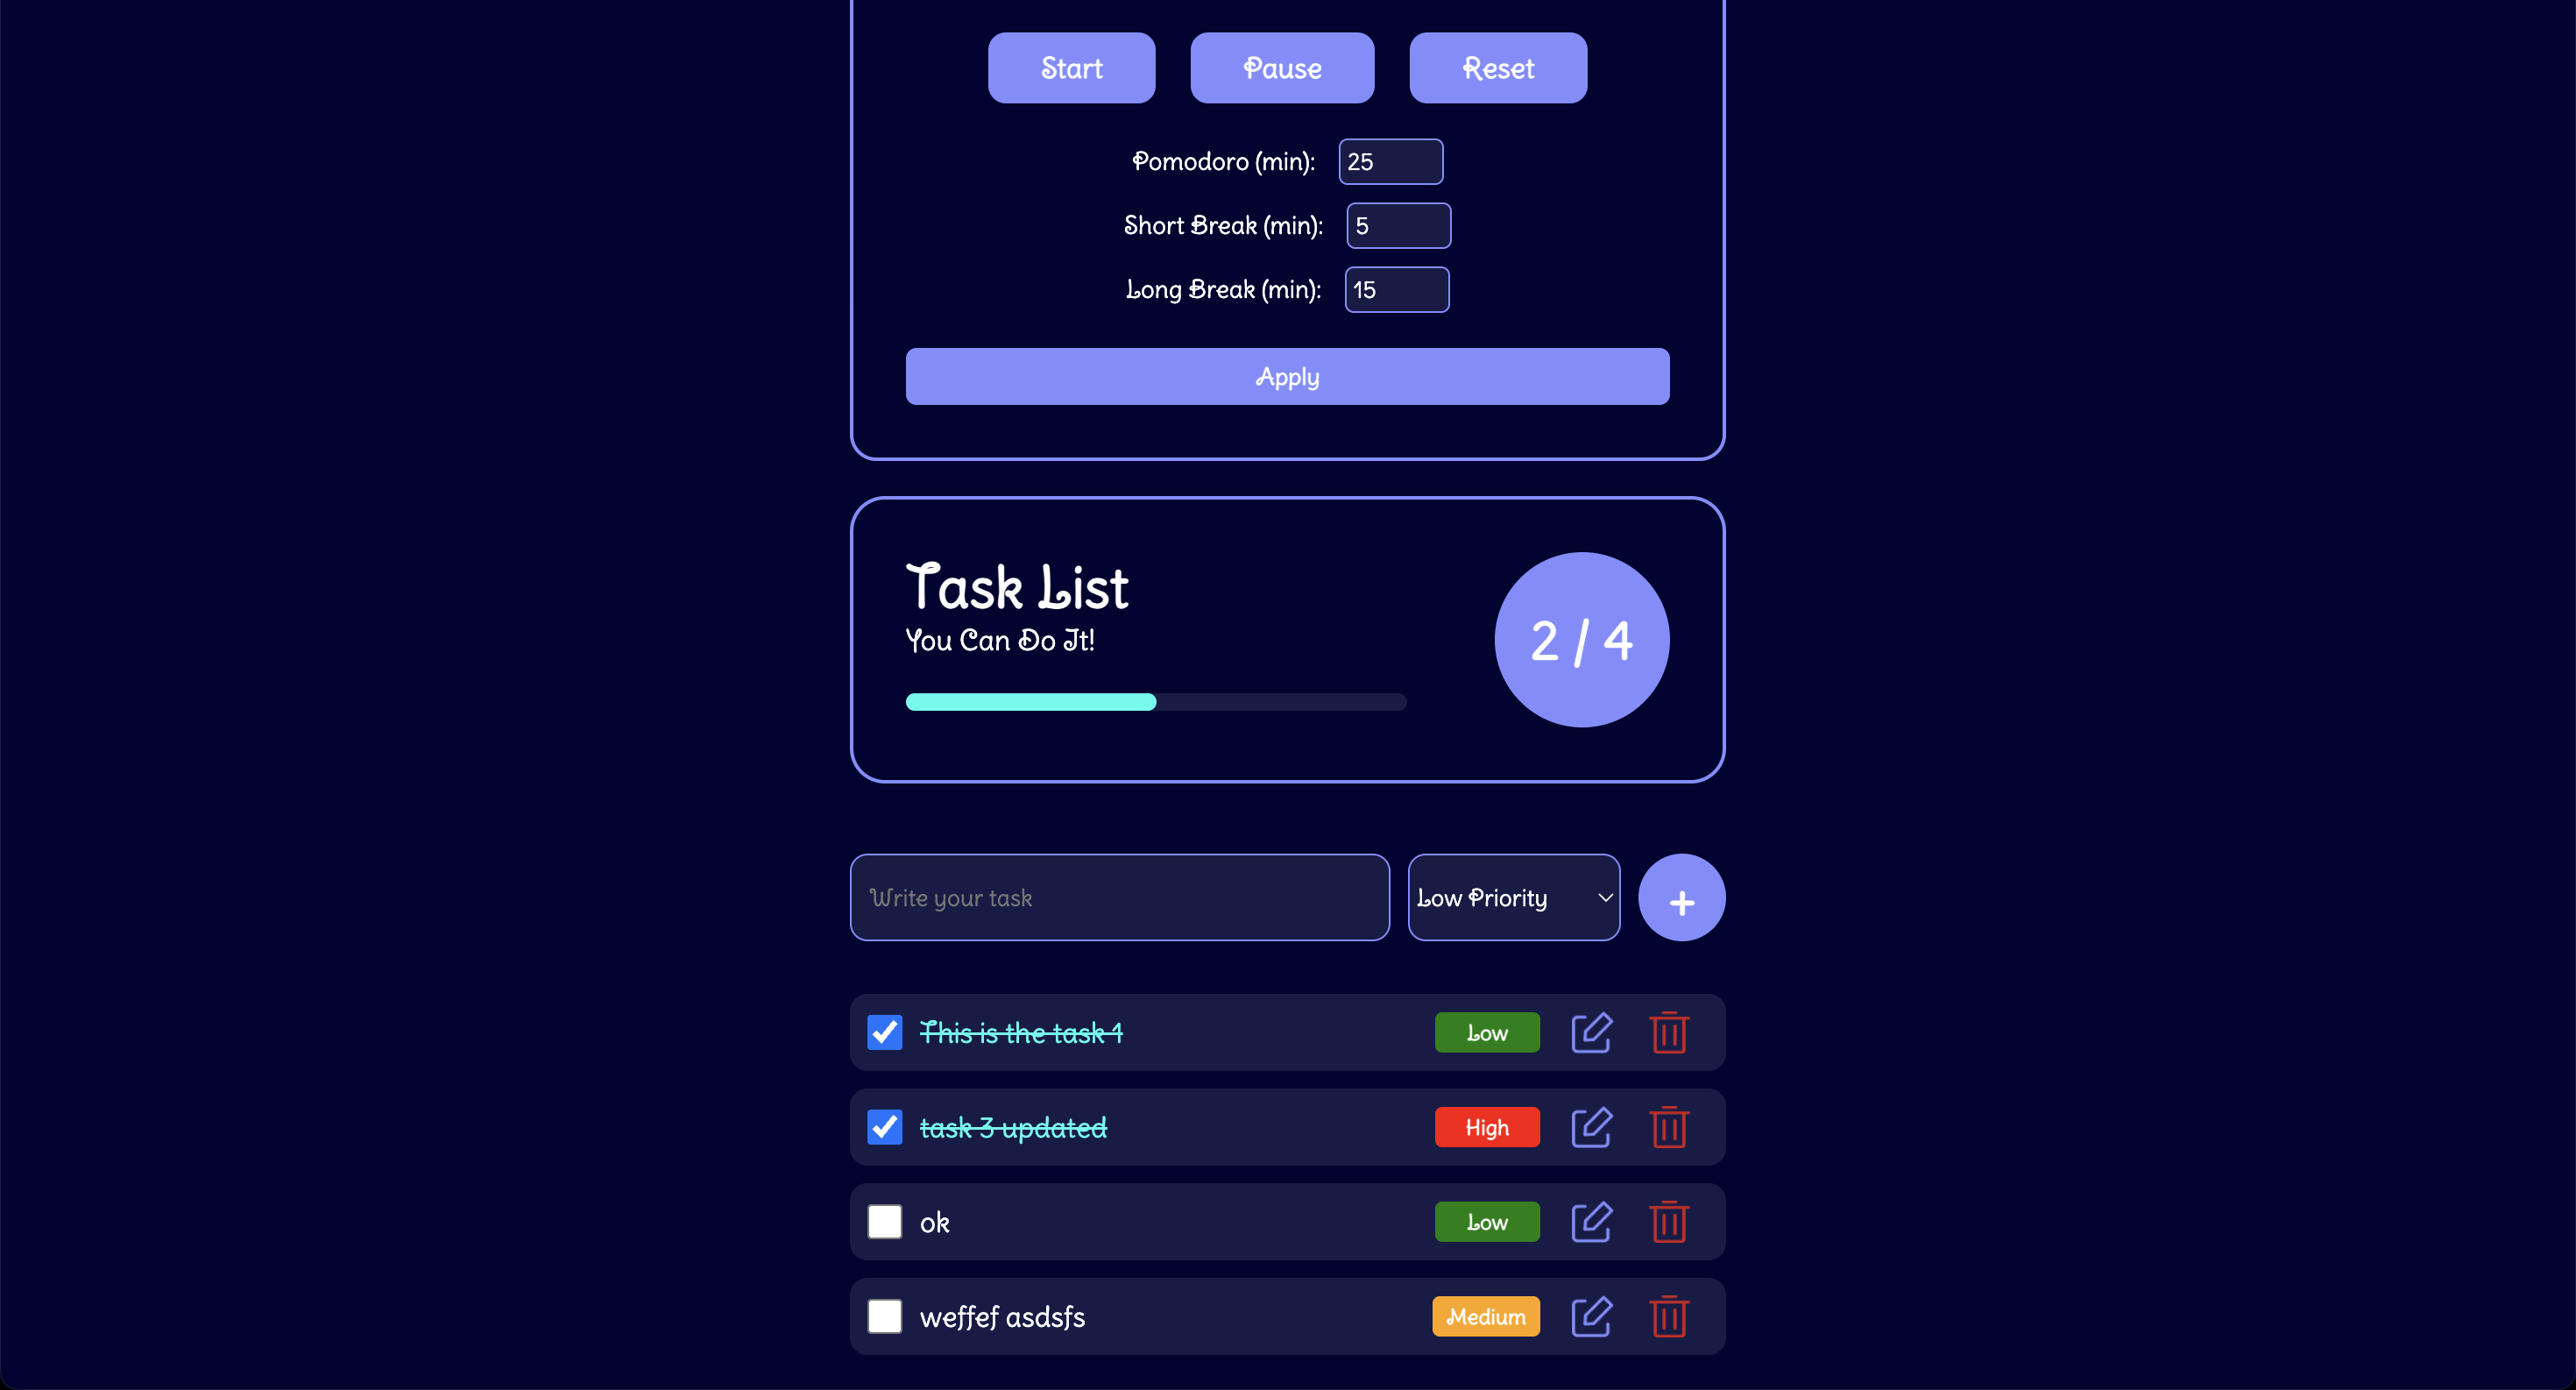 Start Pause Reset
Pomodoro (min): 25
Short Break (min): 5
Long Break (min): 15
Apply
Task List
You Can Do It!
2 / 4
Write your task
Low Priority
+
This is the task 1 Low
task 3 updated High
ok Low
weffef asdsfs Medium